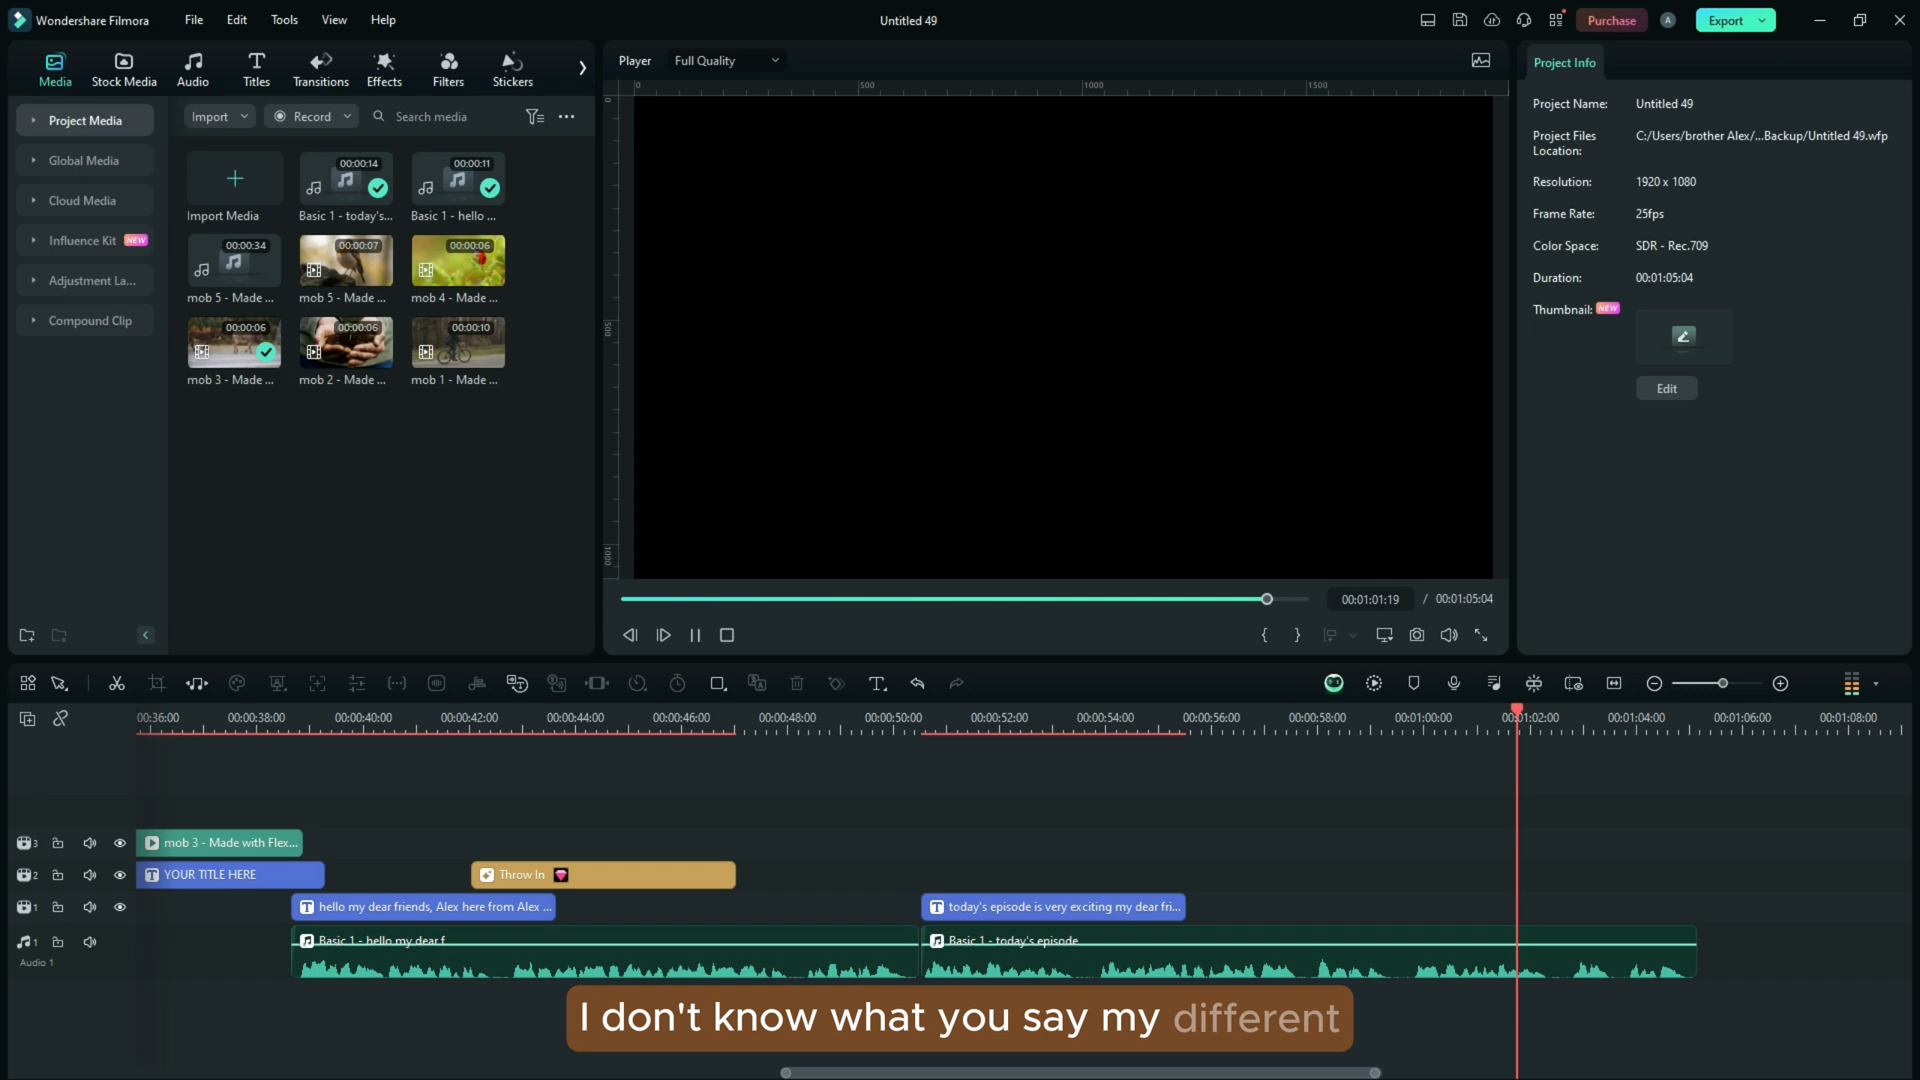 Wondershare Filmora
File
Edit
Tools
View
Help
Untitled 49
Purchase
A
Export
Media
Stock Media
Audio
Titles
Transitions
Effects
Filters
Stickers
Player
Full Quality
Project Info
Project Media
Global Media
Cloud Media
Influence Kit NEW
Adjustment La...
Compound Clip
Import
Record
Search media
Import Media
00:00:14
Basic 1 - today's...
00:00:11
Basic 1 - hello ...
00:00:34
mob 5 - Made ...
00:00:07
mob 5 - Made ...
00:00:06
mob 4 - Made ...
00:00:06
mob 3 - Made ...
00:00:06
mob 2 - Made ...
00:00:10
mob 1 - Made ...
0
500
1000
1500
0
500
1000
00:01:01:19 / 00:01:05:04
Project Name: Untitled 49
Project Files Location: C:/Users/brother Alex/...Backup/Untitled 49.wfp
Resolution: 1920 x 1080
Frame Rate: 25fps
Color Space: SDR - Rec.709
Duration: 00:01:05:04
Thumbnail: NEW
Edit
00:36:00
00:00:38:00
00:00:40:00
00:00:42:00
00:00:44:00
00:00:46:00
00:00:48:00
00:00:50:00
00:00:52:00
00:00:54:00
00:00:56:00
00:00:58:00
00:01:00:00
00:01:02:00
00:01:04:00
00:01:06:00
00:01:08:00
3
mob 3 - Made with Flex...
2
YOUR TITLE HERE
Throw In
1
hello my dear friends, Alex here from Alex ...
today's episode is very exciting my dear fri...
1
Audio 1
Basic 1 - hello my dear f
Basic 1 - today's episode
I don't know what you say my different